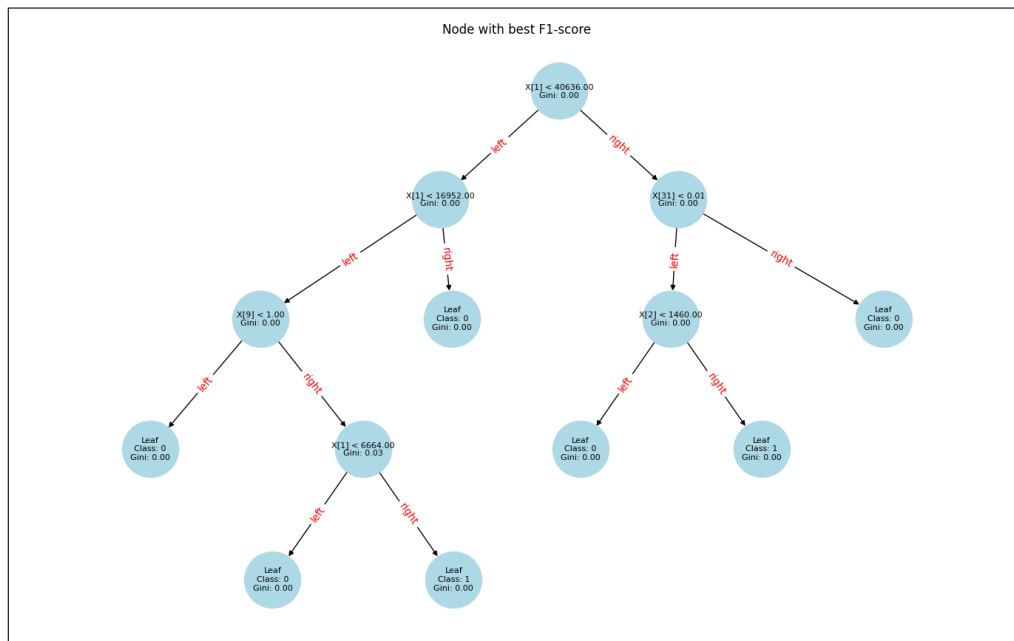 Node with best F1-score
X[1] < 40636.00
Gini: 0.00
left
right
X[1] < 16952.00
Gini: 0.00
X[31] < 0.01
Gini: 0.00
left
right
left
right
X[9] < 1.00
Gini: 0.00
Leaf
Class: 0
Gini: 0.00
X[2] < 1460.00
Gini: 0.00
Leaf
Class: 0
Gini: 0.00
left
right
left
right
Leaf
Class: 0
Gini: 0.00
X[1] < 6664.00
Gini: 0.03
Leaf
Class: 0
Gini: 0.00
Leaf
Class: 1
Gini: 0.00
left
right
Leaf
Class: 0
Gini: 0.00
Leaf
Class: 1
Gini: 0.00